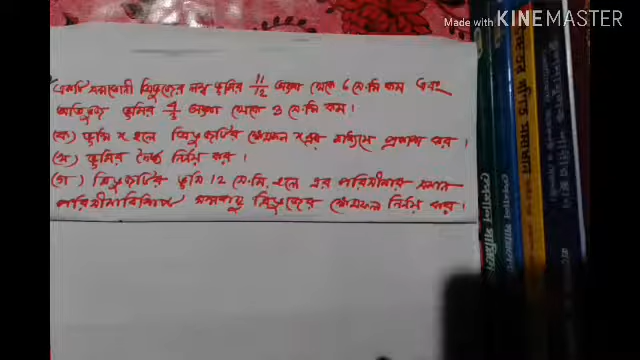 Made with KINEMASTER
একটি সমকোণী ত্রিভুজের লম্ব ভূমির 11/12 অংশ থেকে 6 সে.মি কম এবং
অতিভুজ ভূমির 4/3 অংশ থেকে 3 সে.মি কম।
(ক) ভূমি x হলে ত্রিভুজটির ক্ষেত্রফল x এর মাধ্যমে প্রকাশ কর।
(খ) ভূমির দৈর্ঘ্য নির্ণয় কর।
(গ) ত্রিভুজটির ভূমি 12 সে.মি. হলে এর পরিসীমার সমান
পরিসীমাবিশিষ্ট সমবাহু ত্রিভুজের ক্ষেত্রফল নির্ণয় কর।